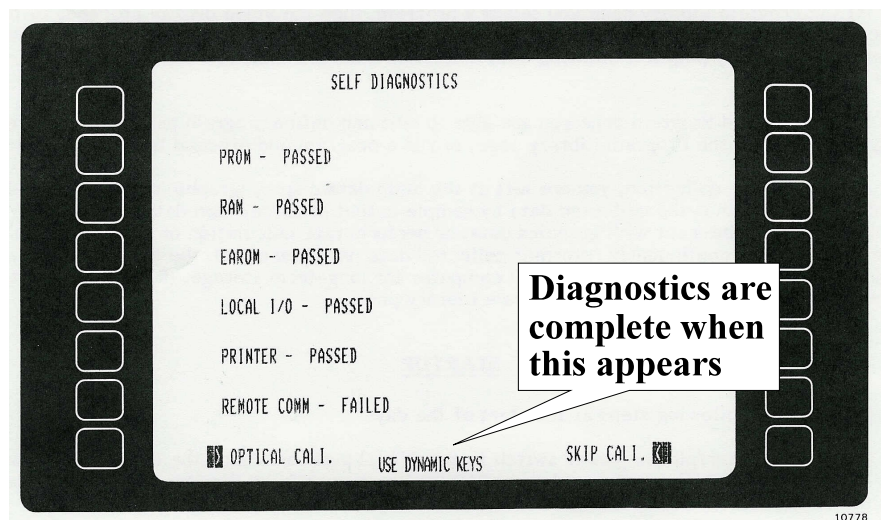 SELF DIAGNOSTICS
PROM - PASSED
RAM - PASSED
EAROM - PASSED
LOCAL I/O - PASSED
PRINTER - PASSED
REMOTE COMM - FAILED
Diagnostics are
complete when
this appears
OPTICAL CALI. USE DYNAMIC KEYS SKIP CALI.
10778